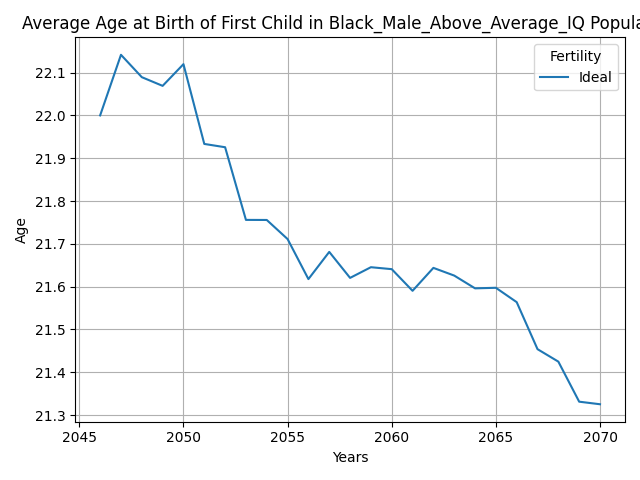 Average Age at Birth of First Child in Black_Male_Above_Average_IQ Popula
Fertility
Ideal
22.1
22.0
21.9
21.8
21.7
21.6
21.5
21.4
21.3
Age
2045 2050 2055 2060 2065 2070
Years